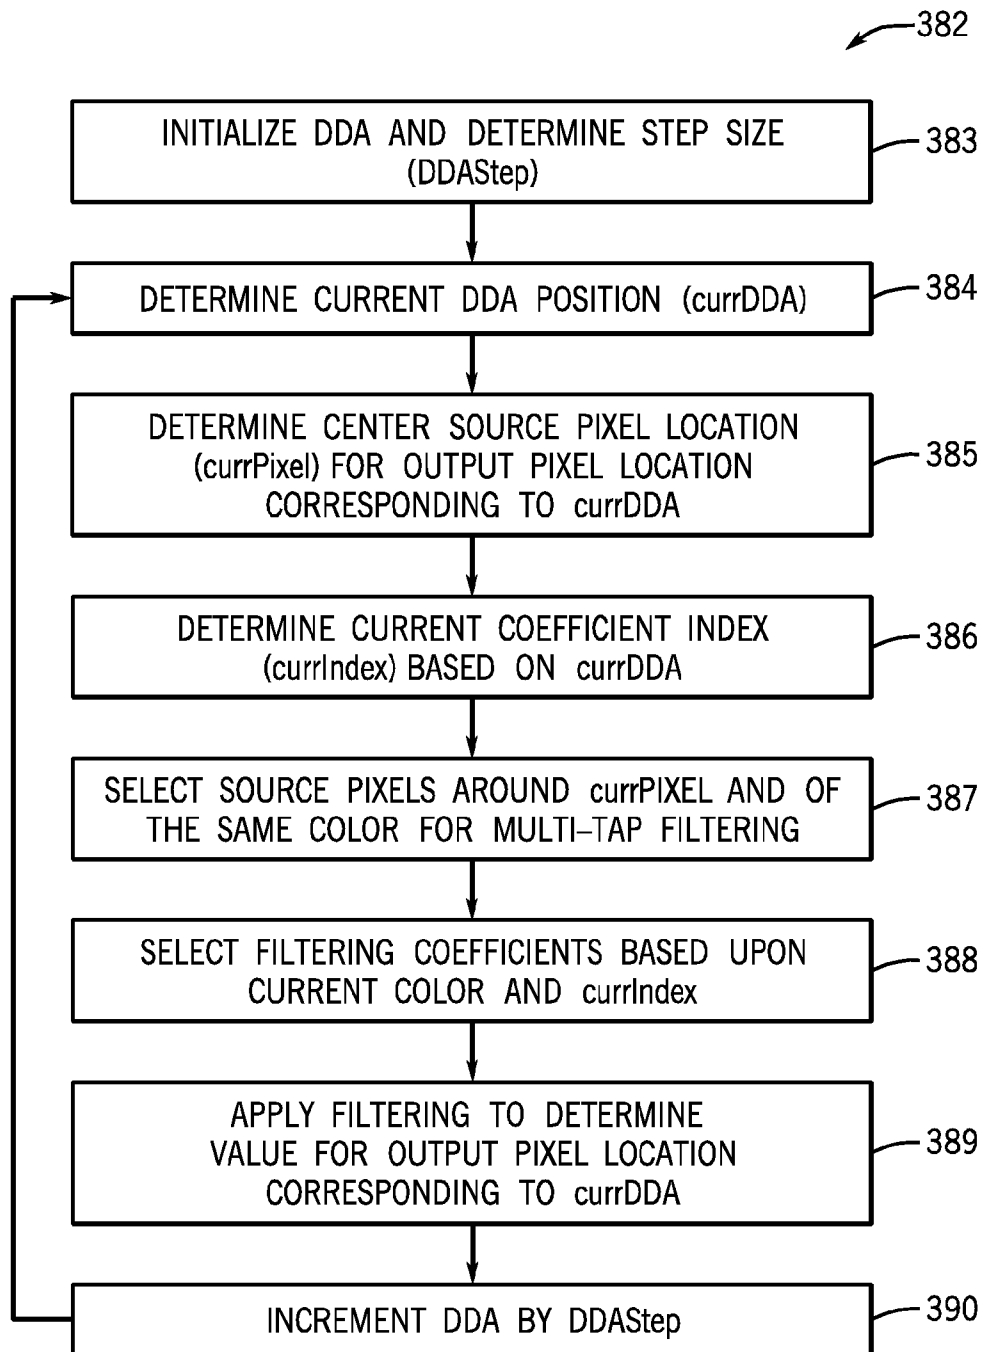 382
INITIALIZE DDA AND DETERMINE STEP SIZE
(DDAStep)
383
DETERMINE CURRENT DDA POSITION (currDDA)
384
DETERMINE CENTER SOURCE PIXEL LOCATION
(currPixel) FOR OUTPUT PIXEL LOCATION
CORRESPONDING TO currDDA
385
DETERMINE CURRENT COEFFICIENT INDEX
(currIndex) BASED ON currDDA
386
SELECT SOURCE PIXELS AROUND currPIXEL AND OF
THE SAME COLOR FOR MULTI–TAP FILTERING
387
SELECT FILTERING COEFFICIENTS BASED UPON
CURRENT COLOR AND currIndex
388
APPLY FILTERING TO DETERMINE
VALUE FOR OUTPUT PIXEL LOCATION
CORRESPONDING TO currDDA
389
INCREMENT DDA BY DDAStep
390